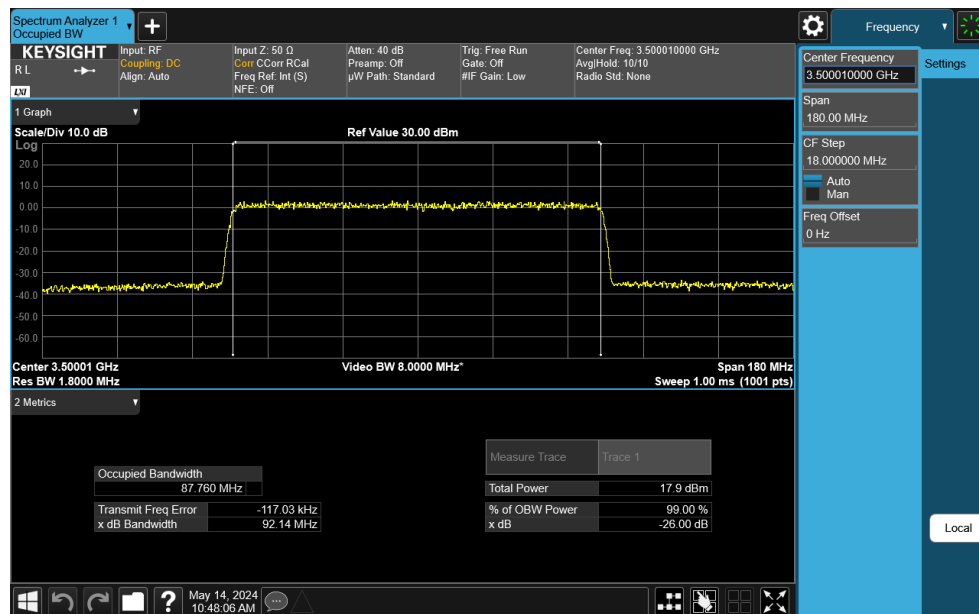 Spectrum Analyzer 1
Occupied BW
+
Frequency
KEYSIGHT
R L
LXI
Input: RF
Coupling: DC
Align: Auto
Input Z: 50 Ω
Corr CCorr RCal
Freq Ref: Int (S)
NFE: Off
Atten: 40 dB
Preamp: Off
µW Path: Standard
Trig: Free Run
Gate: Off
#IF Gain: Low
Center Freq: 3.500010000 GHz
Avg|Hold: 10/10
Radio Std: None
Center Frequency
3.500010000 GHz
Settings
Span
180.00 MHz
CF Step
18.000000 MHz
Auto
Man
Freq Offset
0 Hz
1 Graph
Scale/Div 10.0 dB
Ref Value 30.00 dBm
Log
20.0
10.0
0.00
-10.0
-20.0
-30.0
-40.0
-50.0
-60.0
Center 3.50001 GHz
Video BW 8.0000 MHz*
Span 180 MHz
Res BW 1.8000 MHz
Sweep 1.00 ms (1001 pts)
2 Metrics
Measure Trace
Trace 1
Occupied Bandwidth
87.760 MHz
Total Power
17.9 dBm
Transmit Freq Error
-117.03 kHz
% of OBW Power
99.00 %
x dB Bandwidth
92.14 MHz
x dB
-26.00 dB
Local
?
May 14, 2024
10:48:06 AM